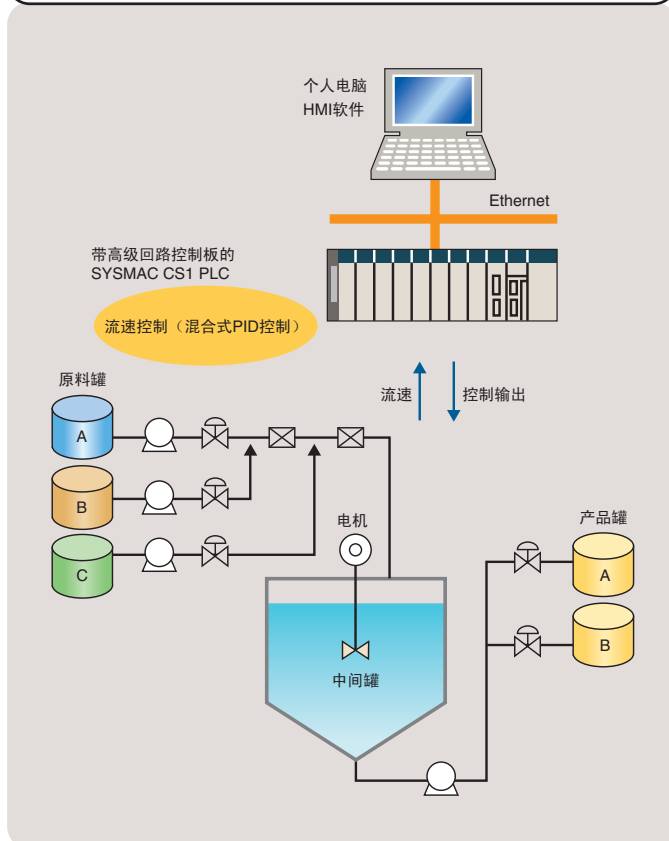 个人电脑
HMI软件
Ethernet
带高级回路控制板的
SYSMAC CS1 PLC
流速控制（混合式PID控制）
原料罐
流速
控制输出
A
B
电机
产品罐
C
A
B
中间罐